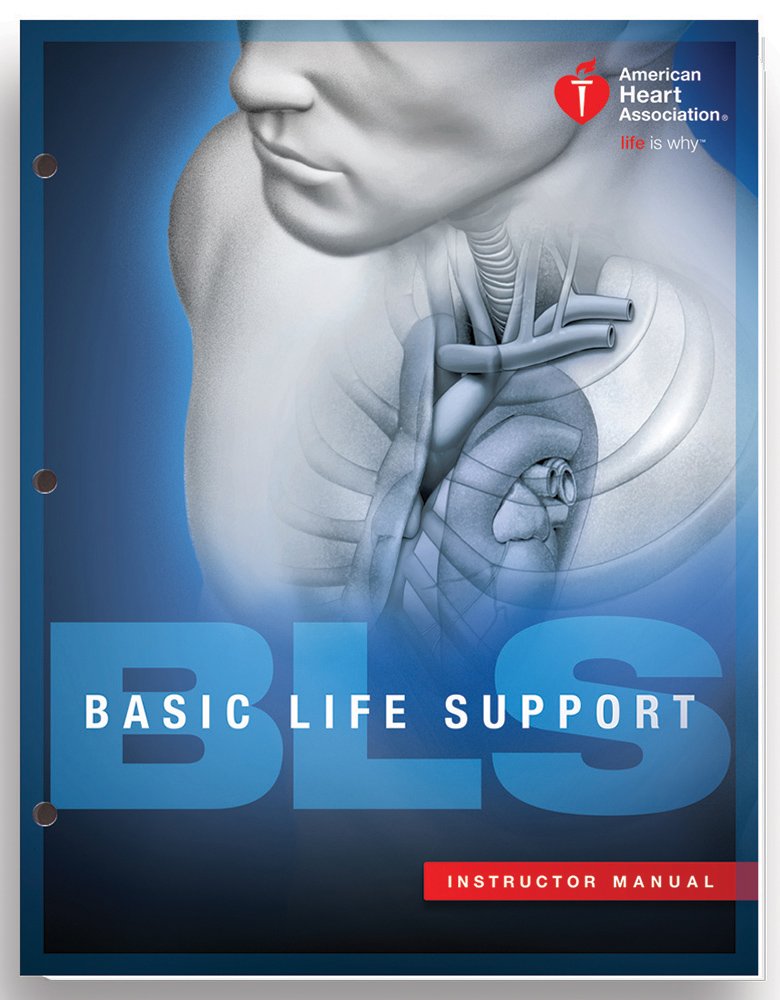 American
Heart
Association®
life is why™
BLS
BASIC LIFE SUPPORT
INSTRUCTOR MANUAL